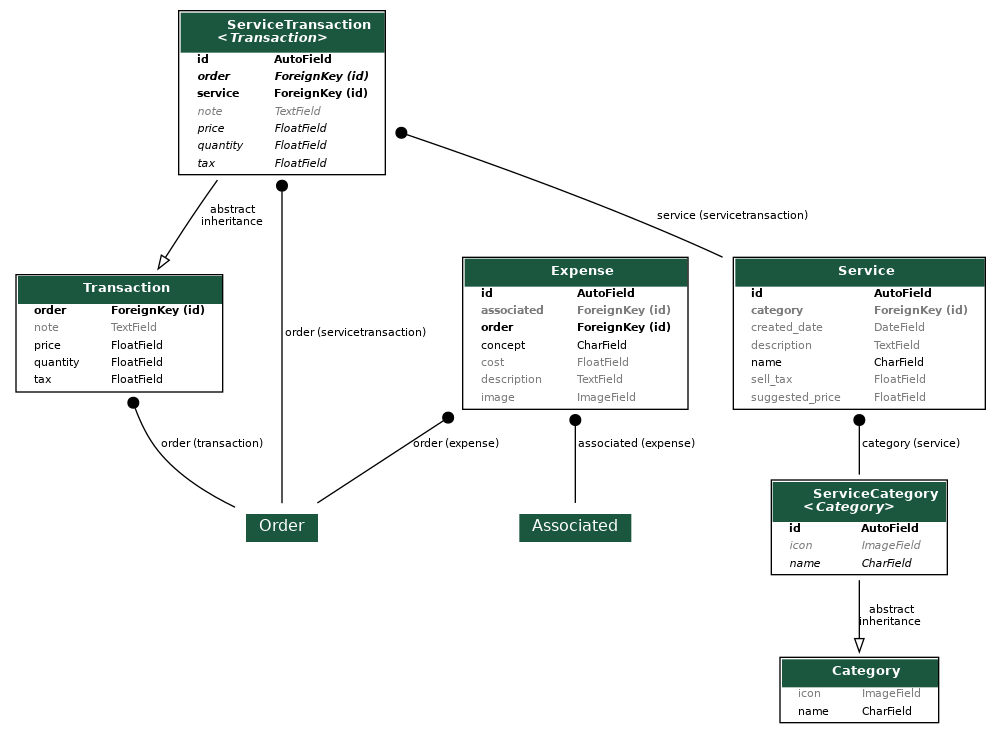 ServiceTransaction
<Transaction>
id AutoField
order ForeignKey (id)
service ForeignKey (id)
note TextField
price FloatField
quantity FloatField
tax FloatField
abstract
inheritance
service (servicetransaction)
Transaction
order ForeignKey (id)
note TextField
price FloatField
quantity FloatField
tax FloatField
order (servicetransaction)
Expense
id AutoField
associated ForeignKey (id)
order ForeignKey (id)
concept CharField
cost FloatField
description TextField
image ImageField
Service
id AutoField
category ForeignKey (id)
created_date DateField
description TextField
name CharField
sell_tax FloatField
suggested_price FloatField
order (transaction)
order (expense)
associated (expense)
category (service)
Order
Associated
ServiceCategory
<Category>
id AutoField
icon ImageField
name CharField
abstract
inheritance
Category
icon ImageField
name CharField